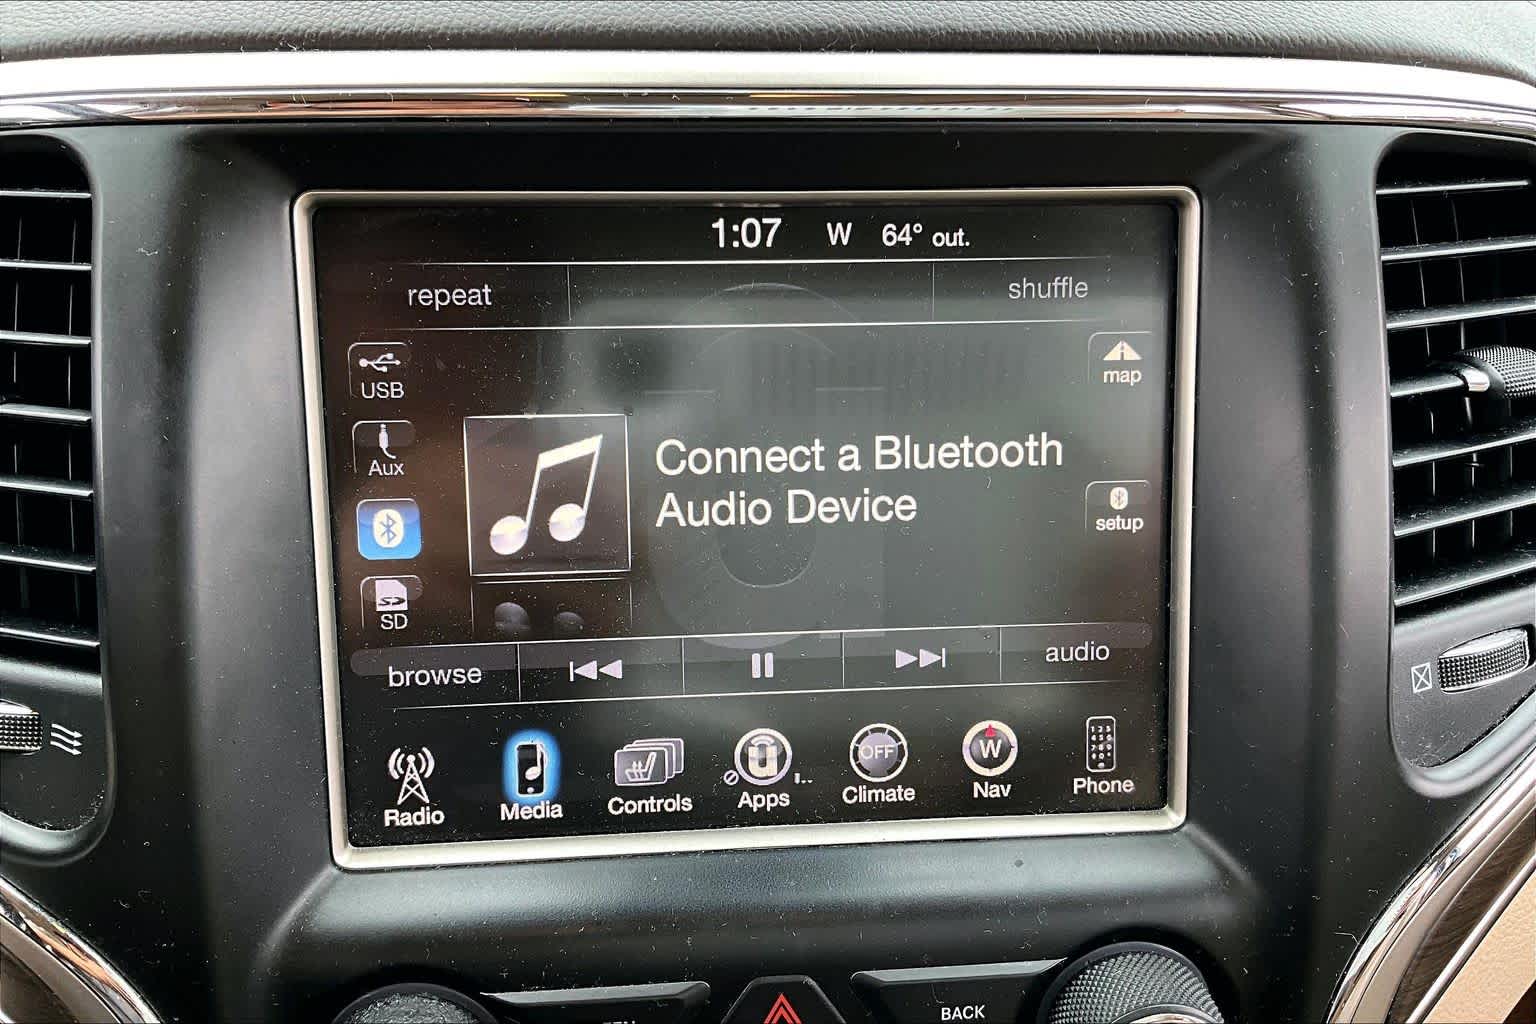 1:07 W 64° out.
repeat shuffle
USB
map
Aux
Connect a Bluetooth
Audio Device
setup
SD
browse audio
OFF
W
Radio Media Controls Apps Climate Nav Phone
BACK